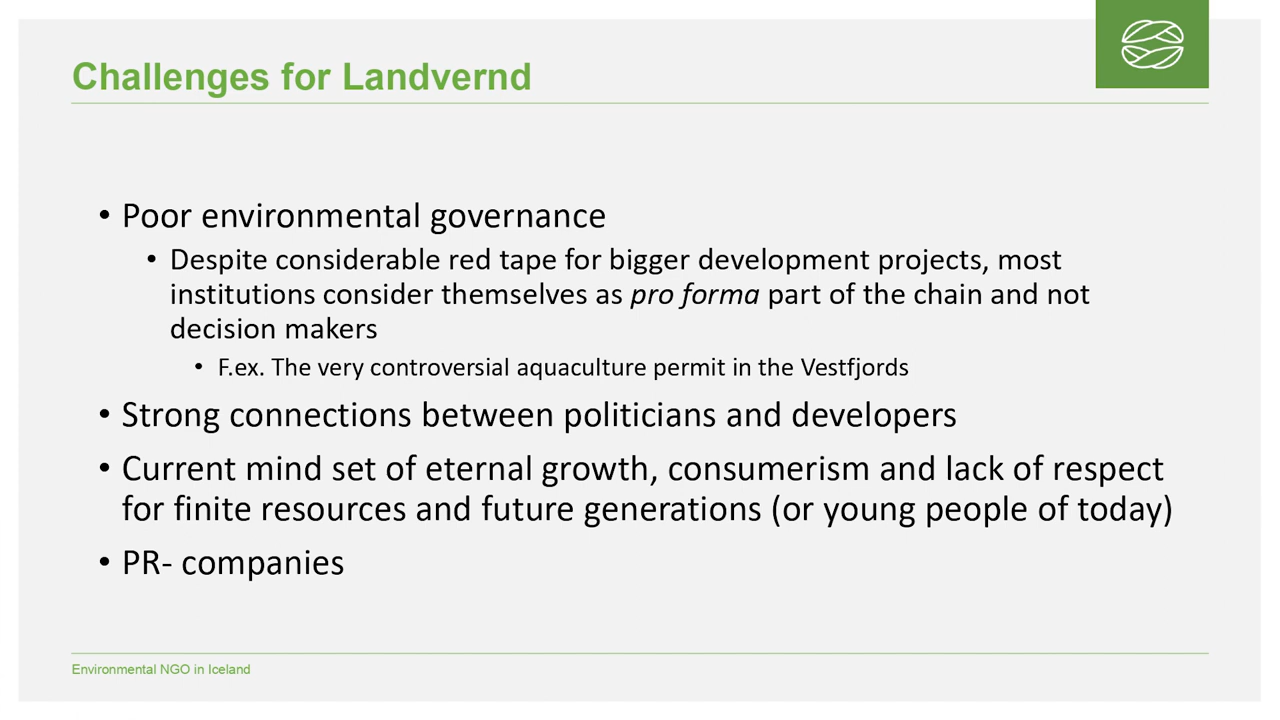 Challenges for Landvernd
• Poor environmental governance
• Despite considerable red tape for bigger development projects, most
institutions consider themselves as pro forma part of the chain and not
decision makers
• F.ex. The very controversial aquaculture permit in the Vestfjords
• Strong connections between politicians and developers
• Current mind set of eternal growth, consumerism and lack of respect
for finite resources and future generations (or young people of today)
• PR- companies
Environmental NGO in Iceland